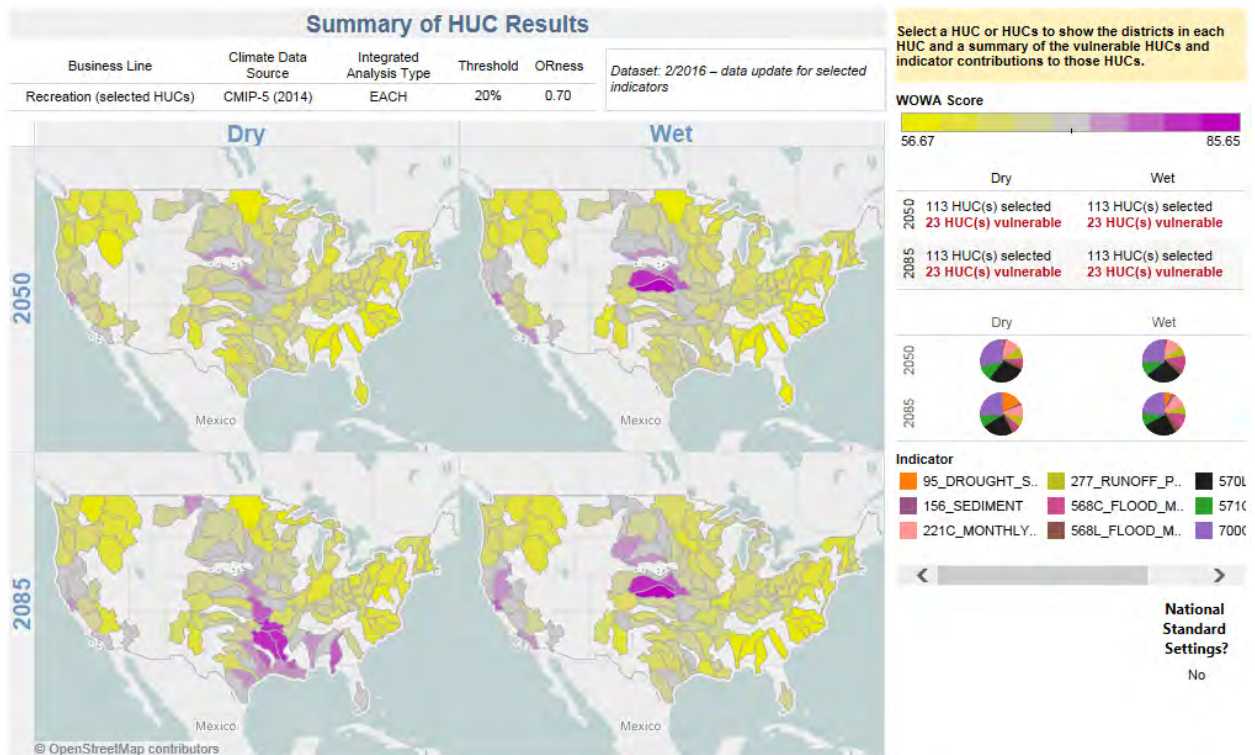 Summary of HUC Results
Business Line
Climate Data
Source
Integrated
Analysis Type
Threshold
ORness
Recreation (selected HUCs)
CMIP-5 (2014)
EACH
20%
0.70
Dataset: 2/2016 – data update for selected
indicators
Dry
Wet
2050
Mexico
Mexico
2085
Mexico
Mexico
© OpenStreetMap contributors
Select a HUC or HUCs to show the districts in each
HUC and a summary of the vulnerable HUCs and
indicator contributions to those HUCs.
WOWA Score
56.67
85.65
Dry
Wet
2050
113 HUC(s) selected
23 HUC(s) vulnerable
113 HUC(s) selected
23 HUC(s) vulnerable
2085
113 HUC(s) selected
23 HUC(s) vulnerable
113 HUC(s) selected
23 HUC(s) vulnerable
Dry
Wet
2050
2085
Indicator
95_DROUGHT_S..
277_RUNOFF_P..
570L
156_SEDIMENT
568C_FLOOD_M..
571C
221C_MONTHLY..
568L_FLOOD_M..
700C
National
Standard
Settings?
No